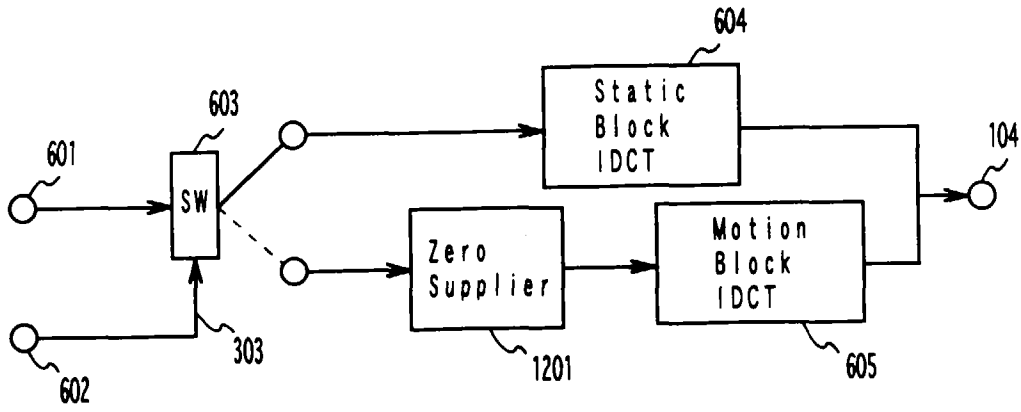 604
Static
Block
IDCT
603
601
SW
104
Zero
Supplier
Motion
Block
IDCT
602
303
1201
605